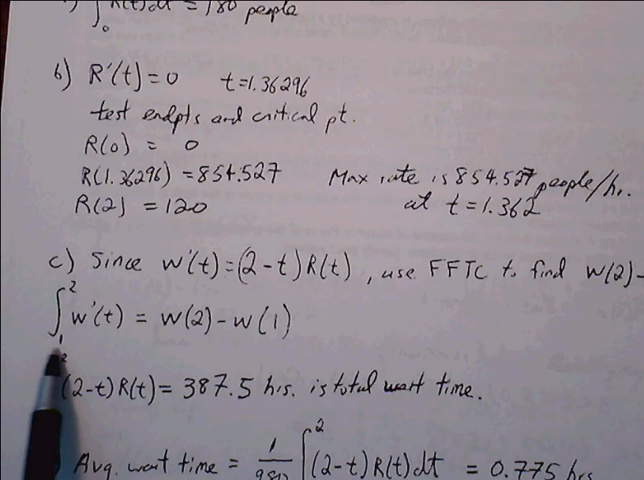 ∫₀ R(t)dt = 180 people
b) R'(t) = 0 t = 1.36296
test endpts and critical pt.
R(0) = 0
R(1.36296) = 854.527 Max rate is 854.527 people/hr.
R(2) = 120 at t = 1.362
c) Since w'(t) = (2-t)R(t), use FFTC to find w(2)-
∫₁² w'(t) = w(2) - w(1)
(2-t)R(t) = 387.5 hrs. is total wait time.
Avg. wait time = 1/980 ∫² (2-t)R(t)dt = 0.775 hrs